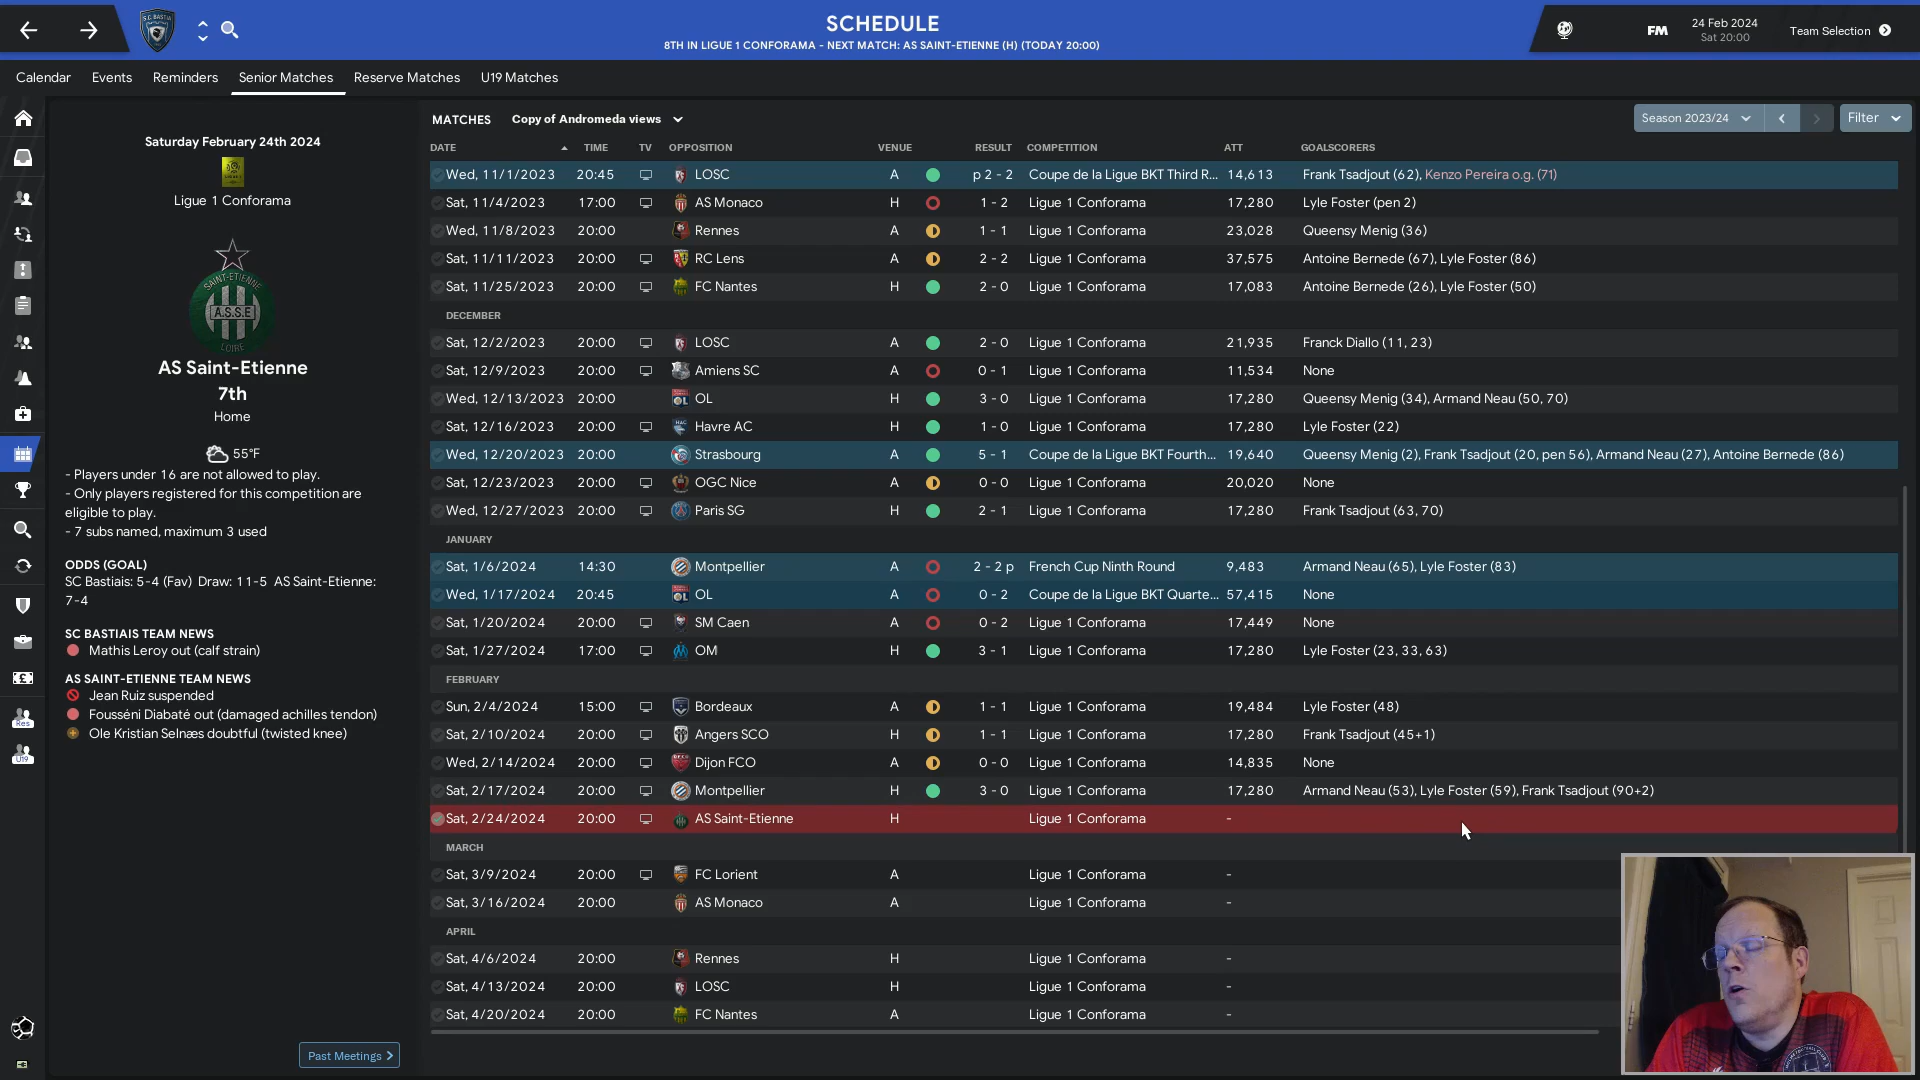 SCHEDULE
8TH IN LIGUE 1 CONFORAMA - NEXT MATCH: AS SAINT-ETIENNE (H) (TODAY 20:00)
FM
24 Feb 2024
Sat 20:00
Team Selection
Calendar Events Reminders Senior Matches Reserve Matches U19 Matches
Saturday February 24th 2024
Ligue 1 Conforama
SAINT-ETIENNE
A.S.S.E
LOIRE
AS Saint-Etienne
7th
Home
55°F
- Players under 16 are not allowed to play.
- Only players registered for this competition are
eligible to play.
- 7 subs named, maximum 3 used
ODDS (GOAL)
SC Bastiais: 5-4 (Fav) Draw: 11-5 AS Saint-Etienne:
7-4
SC BASTIAIS TEAM NEWS
Mathis Leroy out (calf strain)
AS SAINT-ETIENNE TEAM NEWS
Jean Ruiz suspended
Fousséni Diabaté out (damaged achilles tendon)
Ole Kristian Selnæs doubtful (twisted knee)
Past Meetings
Res
U19
MATCHES Copy of Andromeda views
Season 2023/24
Filter
DATE TIME TV OPPOSITION VENUE RESULT COMPETITION ATT GOALSCORERS
Wed, 11/1/2023 20:45 LOSC A p 2 - 2 Coupe de la Ligue BKT Third R... 14,613 Frank Tsadjout (62), Kenzo Pereira o.g. (71)
Sat, 11/4/2023 17:00 AS Monaco H 1 - 2 Ligue 1 Conforama 17,280 Lyle Foster (pen 2)
Wed, 11/8/2023 20:00 Rennes A 1 - 1 Ligue 1 Conforama 23,028 Queensy Menig (36)
Sat, 11/11/2023 20:00 RC Lens A 2 - 2 Ligue 1 Conforama 37,575 Antoine Bernede (67), Lyle Foster (86)
Sat, 11/25/2023 20:00 FC Nantes H 2 - 0 Ligue 1 Conforama 17,083 Antoine Bernede (26), Lyle Foster (50)
DECEMBER
Sat, 12/2/2023 20:00 LOSC A 2 - 0 Ligue 1 Conforama 21,935 Franck Diallo (11, 23)
Sat, 12/9/2023 20:00 Amiens SC A 0 - 1 Ligue 1 Conforama 11,534 None
Wed, 12/13/2023 20:00 OL H 3 - 0 Ligue 1 Conforama 17,280 Queensy Menig (34), Armand Neau (50, 70)
Sat, 12/16/2023 20:00 Havre AC H 1 - 0 Ligue 1 Conforama 17,280 Lyle Foster (22)
Wed, 12/20/2023 20:00 Strasbourg A 5 - 1 Coupe de la Ligue BKT Fourth... 19,640 Queensy Menig (2), Frank Tsadjout (20, pen 56), Armand Neau (27), Antoine Bernede (86)
Sat, 12/23/2023 20:00 OGC Nice A 0 - 0 Ligue 1 Conforama 20,020 None
Wed, 12/27/2023 20:00 Paris SG H 2 - 1 Ligue 1 Conforama 17,280 Frank Tsadjout (63, 70)
JANUARY
Sat, 1/6/2024 14:30 Montpellier A 2 - 2 p French Cup Ninth Round 9,483 Armand Neau (65), Lyle Foster (83)
Wed, 1/17/2024 20:45 OL A 0 - 2 Coupe de la Ligue BKT Quarte... 57,415 None
Sat, 1/20/2024 20:00 SM Caen A 0 - 2 Ligue 1 Conforama 17,449 None
Sat, 1/27/2024 17:00 OM H 3 - 1 Ligue 1 Conforama 17,280 Lyle Foster (23, 33, 63)
FEBRUARY
Sun, 2/4/2024 15:00 Bordeaux A 1 - 1 Ligue 1 Conforama 19,484 Lyle Foster (48)
Sat, 2/10/2024 20:00 Angers SCO H 1 - 1 Ligue 1 Conforama 17,280 Frank Tsadjout (45+1)
Wed, 2/14/2024 20:00 Dijon FCO A 0 - 0 Ligue 1 Conforama 14,835 None
Sat, 2/17/2024 20:00 Montpellier H 3 - 0 Ligue 1 Conforama 17,280 Armand Neau (53), Lyle Foster (59), Frank Tsadjout (90+2)
Sat, 2/24/2024 20:00 AS Saint-Etienne H Ligue 1 Conforama -
MARCH
Sat, 3/9/2024 20:00 FC Lorient A Ligue 1 Conforama -
Sat, 3/16/2024 20:00 AS Monaco A Ligue 1 Conforama -
APRIL
Sat, 4/6/2024 20:00 Rennes H Ligue 1 Conforama -
Sat, 4/13/2024 20:00 LOSC H Ligue 1 Conforama -
Sat, 4/20/2024 20:00 FC Nantes A Ligue 1 Conforama -